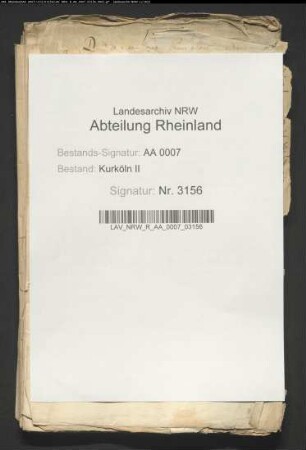 Landesarchiv NRW
Abteilung Rheinland
Bestands-Signatur: AA 0007
Bestand: Kurköln II
Signatur: Nr. 3156
LAV_NRW_R_AA_0007_03156